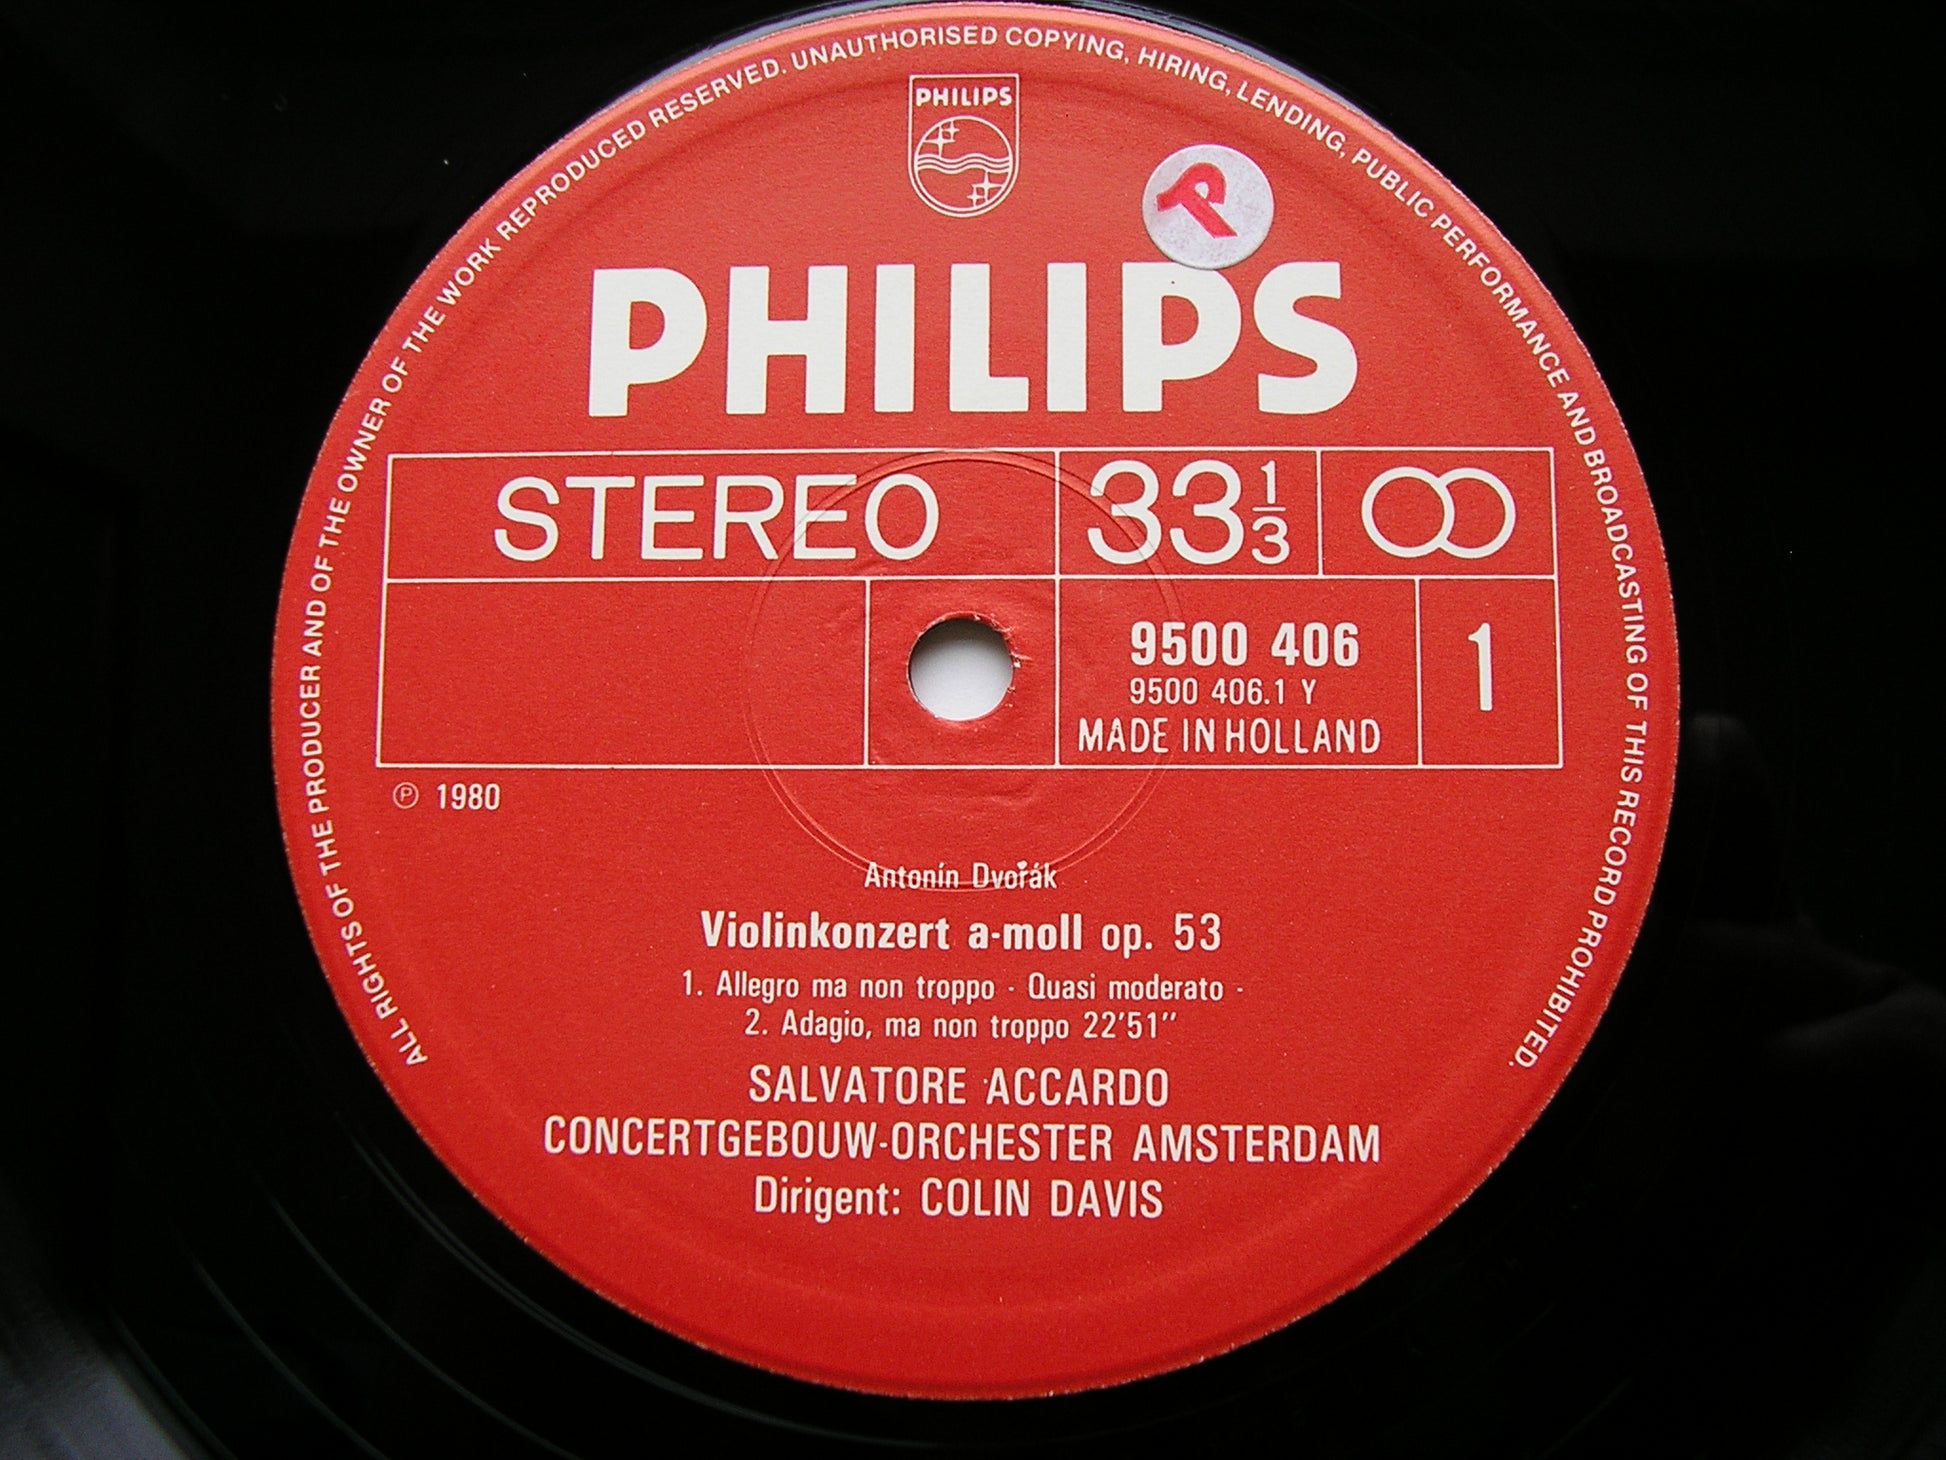 ALL RIGHTS OF THE PRODUCER AND OF THE OWNER OF THE WORK REPRODUCED RESERVED. UNAUTHORISED COPYING, HIRING, LENDING, PUBLIC PERFORMANCE AND BROADCASTING OF THIS RECORD PROHIBITED.
PHILIPS
P
PHILIPS
STEREO 33 1/3
9500 406 1
9500 406.1 Y
MADE IN HOLLAND
℗ 1980
Antonín Dvořák
Violinkonzert a-moll op. 53
1. Allegro ma non troppo · Quasi moderato -
2. Adagio, ma non troppo 22'51''
SALVATORE ACCARDO
CONCERTGEBOUW-ORCHESTER AMSTERDAM
Dirigent: COLIN DAVIS